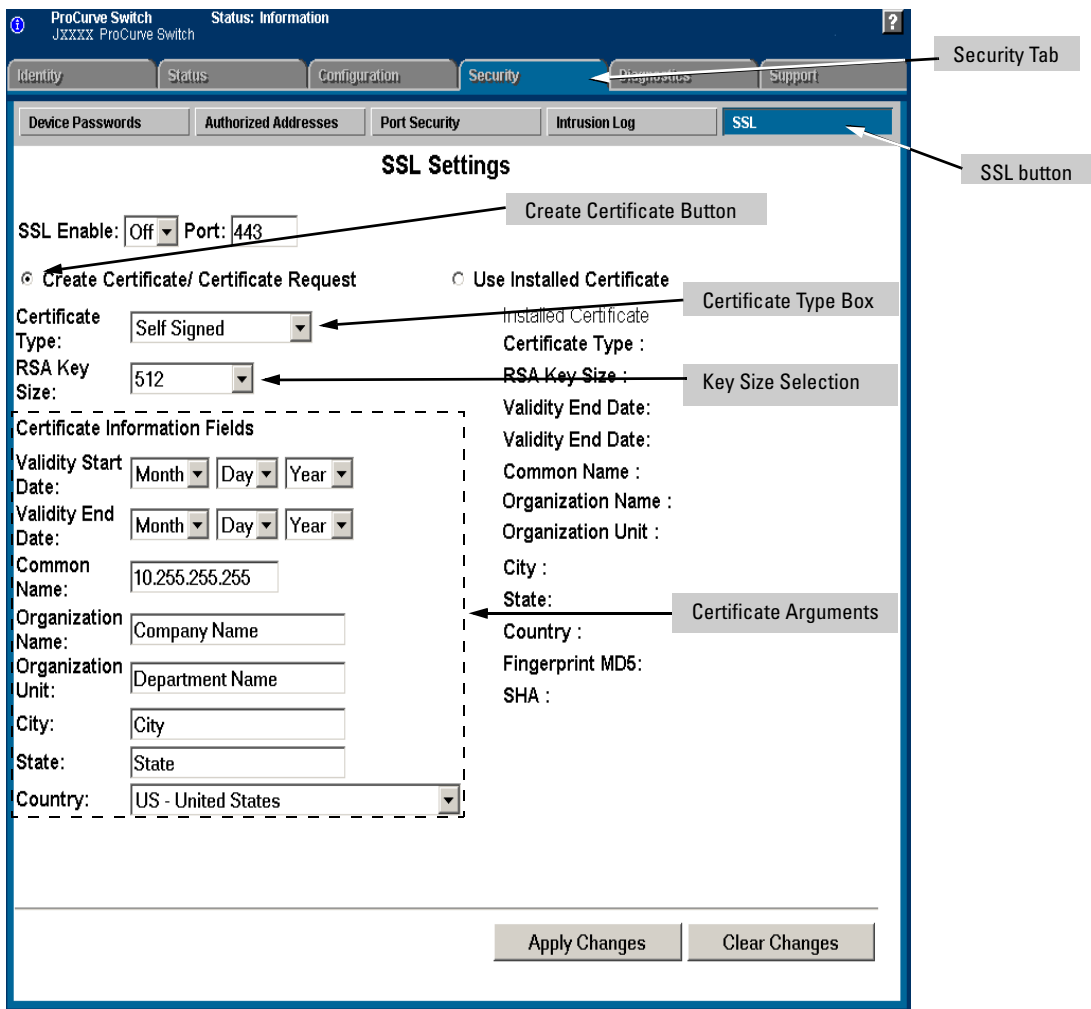 ProCurve Switch Status: Information
JXXXX ProCurve Switch
?
Identity Status Configuration Security Diagnostics Support
Security Tab
Device Passwords Authorized Addresses Port Security Intrusion Log SSL
SSL Settings
SSL button
Create Certificate Button
SSL Enable: Off Port: 443
Create Certificate/ Certificate Request Use Installed Certificate
Certificate Type: Self Signed
RSA Key Size: 512
Certificate Information Fields
Validity Start Date: Month Day Year
Validity End Date: Month Day Year
Common Name: 10.255.255.255
Organization Name: Company Name
Organization Unit: Department Name
City: City
State: State
Country: US - United States
Installed Certificate
Certificate Type Box
Certificate Type :
RSA Key Size :
Key Size Selection
Validity End Date:
Validity End Date:
Common Name :
Organization Name :
Organization Unit :
City :
State:
Certificate Arguments
Country :
Fingerprint MD5:
SHA :
Apply Changes Clear Changes